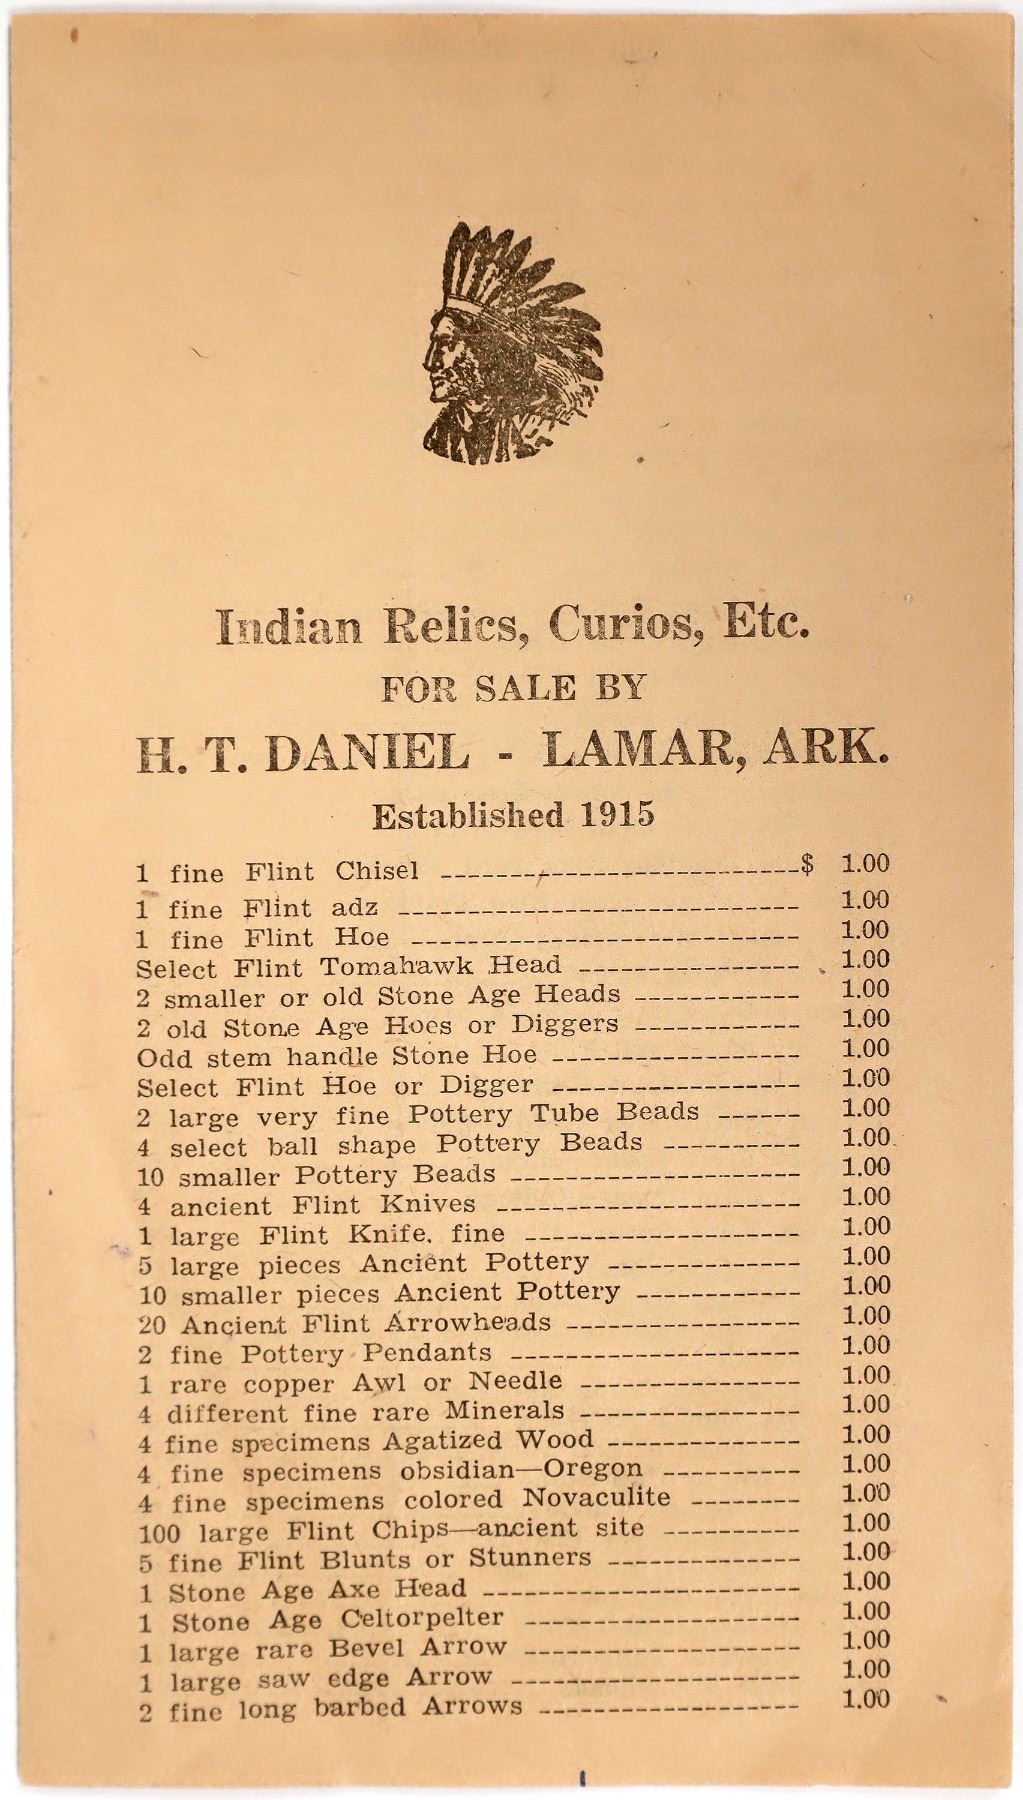 Indian Relics, Curios, Etc.
FOR SALE BY
H. T. DANIEL - LAMAR, ARK.
Established 1915
1 fine Flint Chisel ---------------------------$ 1.00
1 fine Flint adz ------------------------------ 1.00
1 fine Flint Hoe ----------------------------- 1.00
Select Flint Tomahawk Head ---------------- 1.00
2 smaller or old Stone Age Heads ------------ 1.00
2 old Stone Age Hoes or Diggers ------------ 1.00
Odd stem handle Stone Hoe ------------------ 1.00
Select Flint Hoe or Digger ------------------ 1.00
2 large very fine Pottery Tube Beads ------ 1.00
4 select ball shape Pottery Beads ---------- 1.00
10 smaller Pottery Beads --------------------- 1.00
4 ancient Flint Knives ---------------------- 1.00
1 large Flint Knife. fine -------------------- 1.00
5 large pieces Ancient Pottery -------------- 1.00
10 smaller pieces Ancient Pottery ------------ 1.00
20 Ancient Flint Arrowheads ----------------- 1.00
2 fine Pottery Pendants --------------------- 1.00
1 rare copper Awl or Needle ---------------- 1.00
4 different fine rare Minerals ---------------- 1.00
4 fine specimens Agatized Wood -------------- 1.00
4 fine specimens obsidian—Oregon ---------- 1.00
4 fine specimens colored Novaculite -------- 1.00
100 large Flint Chips—ancient site ---------- 1.00
5 fine Flint Blunts or Stunners -------------- 1.00
1 Stone Age Axe Head ----------------------- 1.00
1 Stone Age Celtorpelter -------------------- 1.00
1 large rare Bevel Arrow -------------------- 1.00
1 large saw edge Arrow --------------------- 1.00
2 fine long barbed Arrows ------------------- 1.00